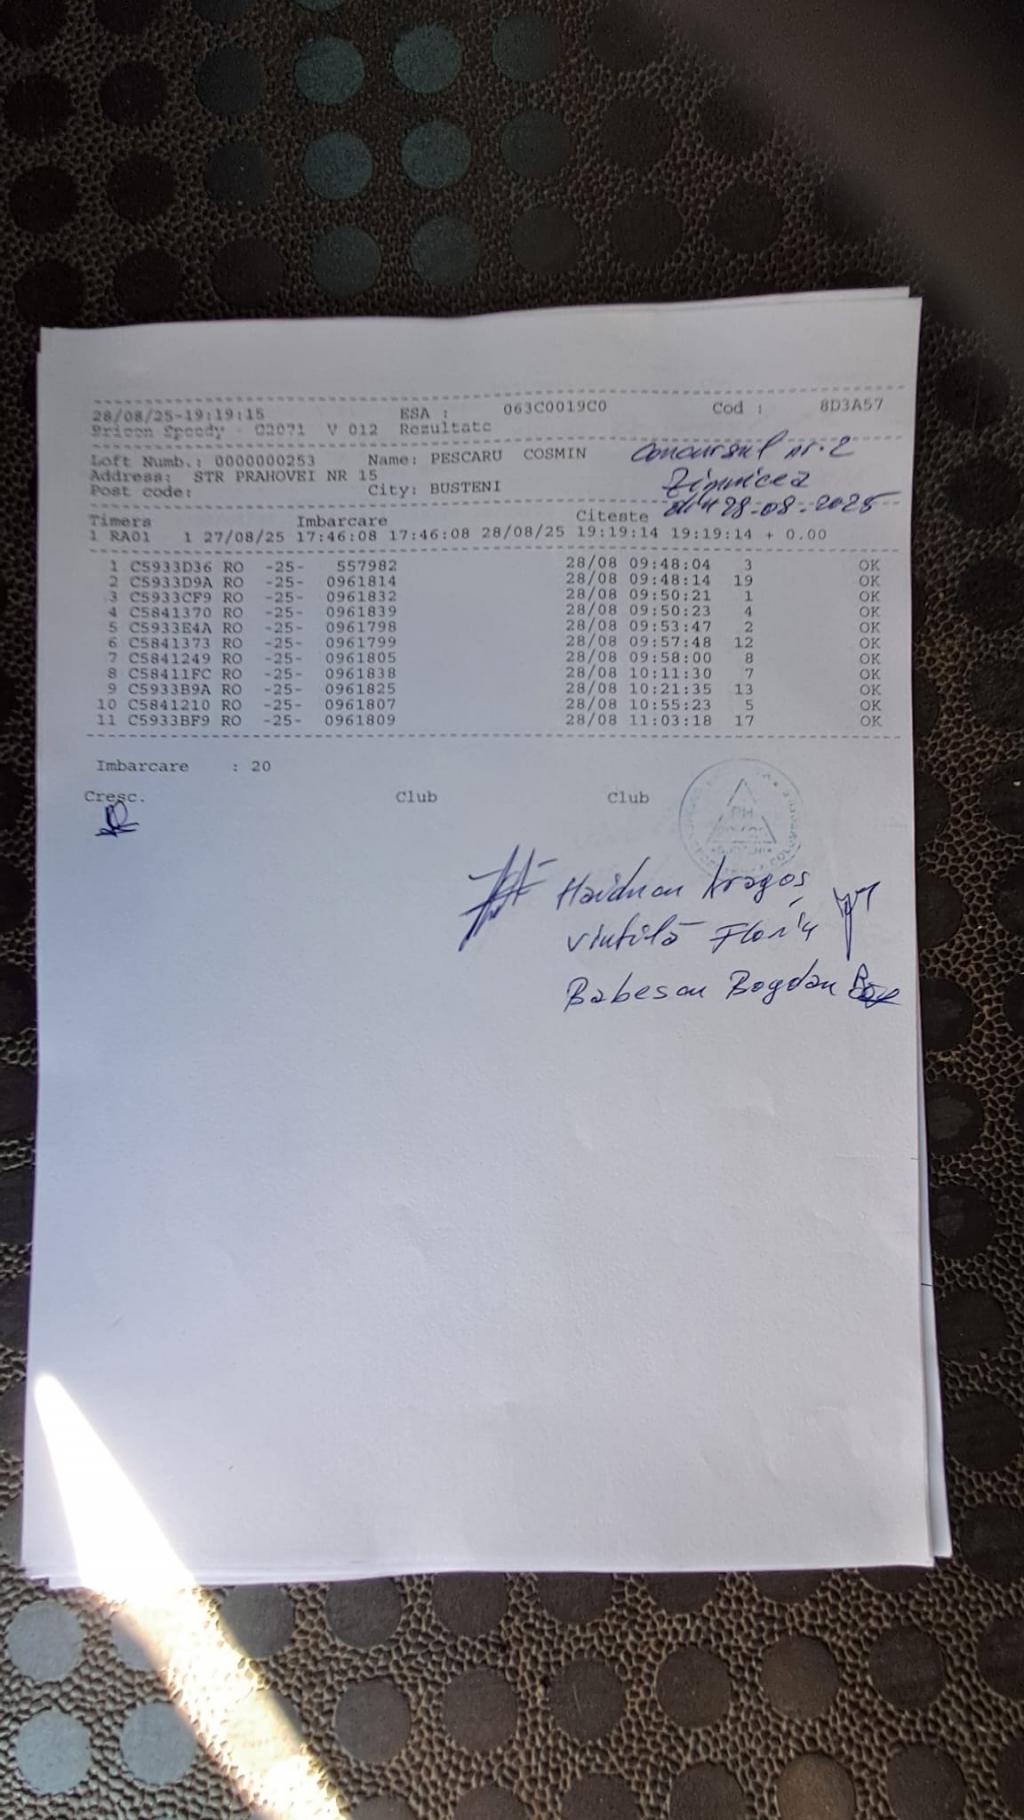 28/08/25-19:19:15 ESA : 063C0019C0 Cod : 8D3A57
Bricon Speedy C2071 V 012 Rezultate
Loft Numb.: 0000000253 Name: PESCARU COSMIN
Concursul nr. 2
Address: STR PRAHOVEI NR 15
Zimnicea
Post code: City: BUSTENI
din 28-08-2025
Timers Imbarcare Citeste
1 RA01 1 27/08/25 17:46:08 17:46:08 28/08/25 19:19:14 19:19:14 + 0.00
1 C5933D36 RO -25- 557982 28/08 09:48:04 3 OK
2 C5933D9A RO -25- 0961814 28/08 09:48:14 19 OK
3 C5933CF9 RO -25- 0961832 28/08 09:50:21 1 OK
4 C5841370 RO -25- 0961839 28/08 09:50:23 4 OK
5 C5933E4A RO -25- 0961798 28/08 09:53:47 2 OK
6 C5841373 RO -25- 0961799 28/08 09:57:48 12 OK
7 C5841249 RO -25- 0961805 28/08 09:58:00 8 OK
8 C58411FC RO -25- 0961838 28/08 10:11:30 7 OK
9 C5933B9A RO -25- 0961825 28/08 10:21:35 13 OK
10 C5841210 RO -25- 0961807 28/08 10:55:23 5 OK
11 C5933BF9 RO -25- 0961809 28/08 11:03:18 17 OK
Imbarcare : 20
Cresc. Club Club
PH
Haiducu Dragoș
Vintilă Florin
Babesou Bogdan